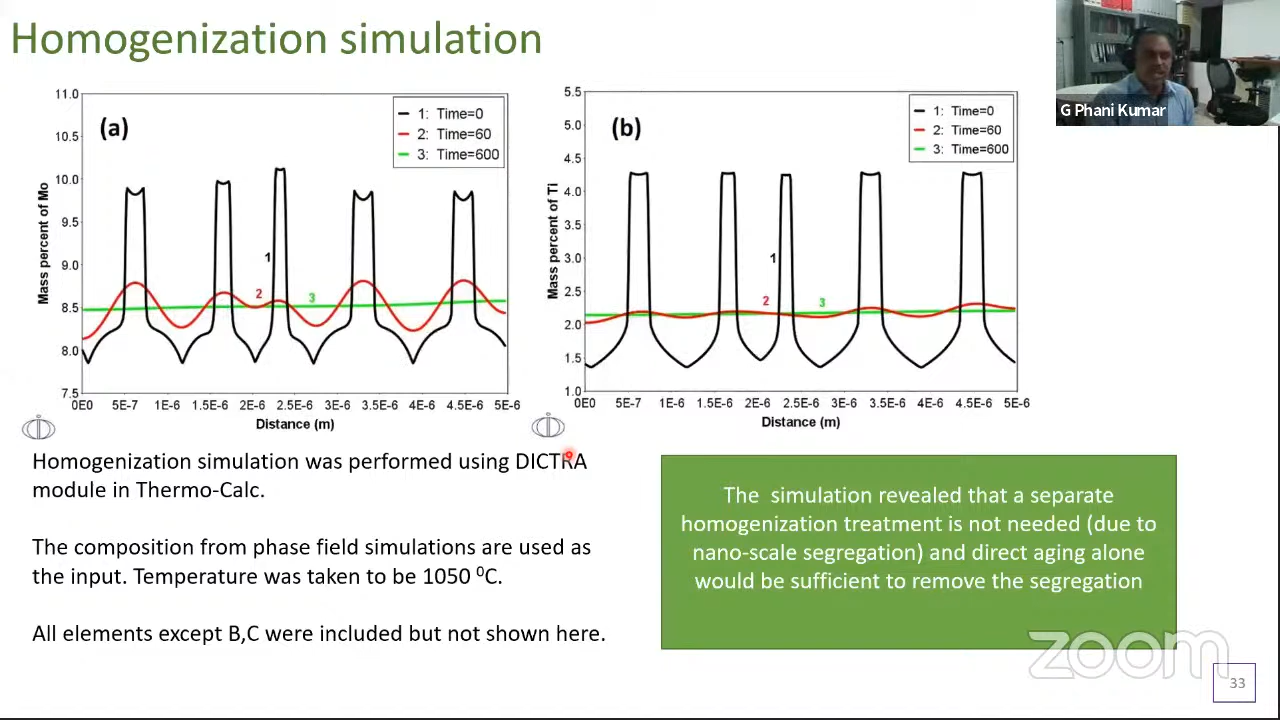 Homogenization simulation
G Phani Kumar
(a)
1: Time=0
2: Time=60
3: Time=600
Mass percent of Mo
11.0
10.5
10.0
9.5
9.0
8.5
8.0
7.5
1
2
3
0E0 5E-7 1E-6 1.5E-6 2E-6 2.5E-6 3E-6 3.5E-6 4E-6 4.5E-6 5E-6
Distance (m)
(b)
1: Time=0
2: Time=60
3: Time=600
Mass percent of Ti
5.5
5.0
4.5
4.0
3.5
3.0
2.5
2.0
1.5
1.0
1
2
3
0E0 5E-7 1E-6 1.5E-6 2E-6 2.5E-6 3E-6 3.5E-6 4E-6 4.5E-6 5E-6
Distance (m)
Homogenization simulation was performed using DICTRA
module in Thermo-Calc.
The composition from phase field simulations are used as
the input. Temperature was taken to be 1050 ⁰C.
All elements except B,C were included but not shown here.
The simulation revealed that a separate
homogenization treatment is not needed (due to
nano-scale segregation) and direct aging alone
would be sufficient to remove the segregation
zoom
33